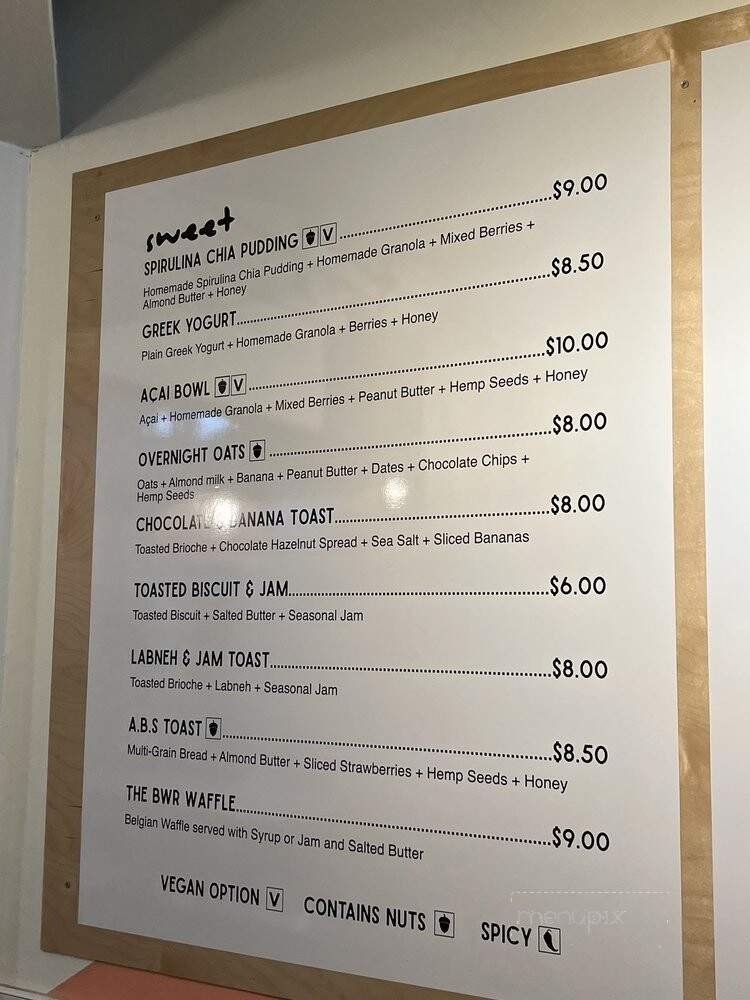 sweet
SPIRULINA CHIA PUDDING V $9.00
Homemade Spirulina Chia Pudding + Homemade Granola + Mixed Berries +
Almond Butter + Honey
GREEK YOGURT $8.50
Plain Greek Yogurt + Homemade Granola + Berries + Honey
AÇAI BOWL V $10.00
Açai + Homemade Granola + Mixed Berries + Peanut Butter + Hemp Seeds + Honey
OVERNIGHT OATS $8.00
Oats + Almond milk + Banana + Peanut Butter + Dates + Chocolate Chips +
Hemp Seeds
CHOCOLATE & BANANA TOAST $8.00
Toasted Brioche + Chocolate Hazelnut Spread + Sea Salt + Sliced Bananas
TOASTED BISCUIT & JAM $6.00
Toasted Biscuit + Salted Butter + Seasonal Jam
LABNEH & JAM TOAST $8.00
Toasted Brioche + Labneh + Seasonal Jam
A.B.S TOAST $8.50
Multi-Grain Bread + Almond Butter + Sliced Strawberries + Hemp Seeds + Honey
THE BWR WAFFLE $9.00
Belgian Waffle served with Syrup or Jam and Salted Butter
VEGAN OPTION V CONTAINS NUTS SPICY
menupix